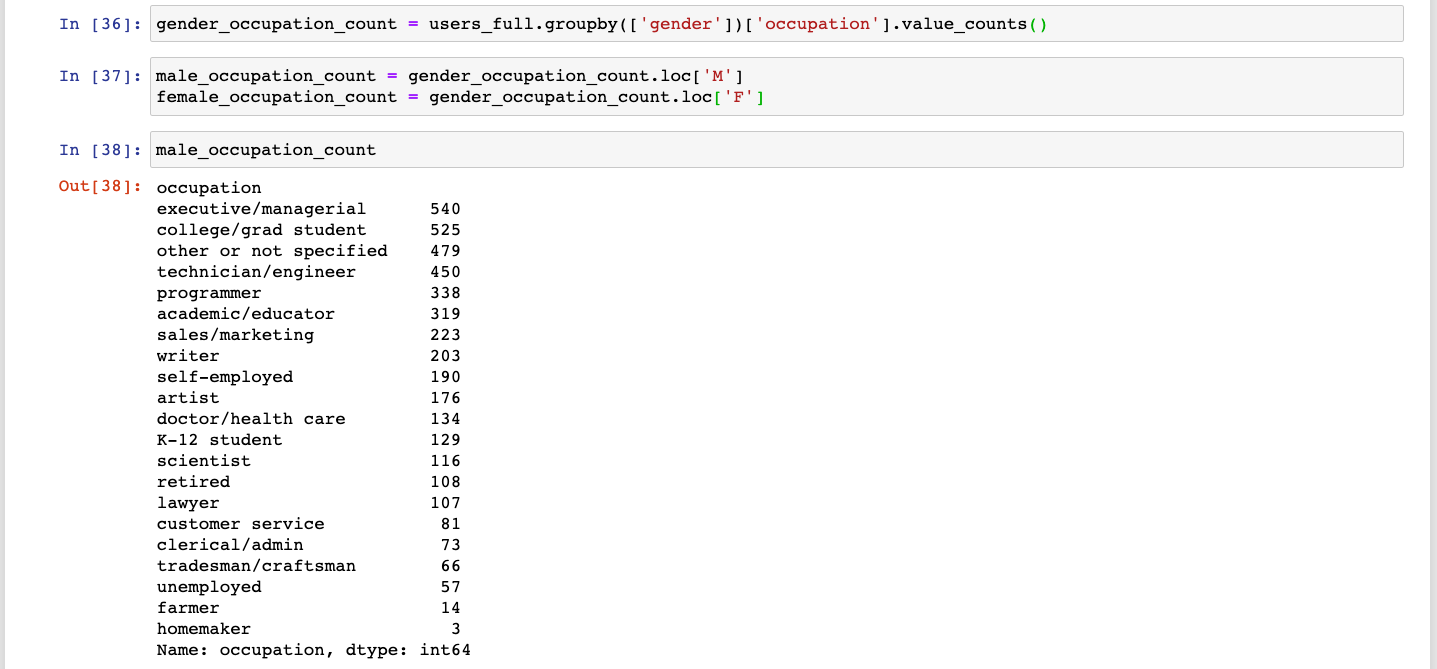 In [36]: gender_occupation_count = users_full.groupby(['gender'])['occupation'].value_counts()
In [37]: male_occupation_count = gender_occupation_count.loc['M']
female_occupation_count = gender_occupation_count.loc['F']
In [38]: male_occupation_count
Out[38]: occupation
executive/managerial 540
college/grad student 525
other or not specified 479
technician/engineer 450
programmer 338
academic/educator 319
sales/marketing 223
writer 203
self-employed 190
artist 176
doctor/health care 134
K-12 student 129
scientist 116
retired 108
lawyer 107
customer service 81
clerical/admin 73
tradesman/craftsman 66
unemployed 57
farmer 14
homemaker 3
Name: occupation, dtype: int64